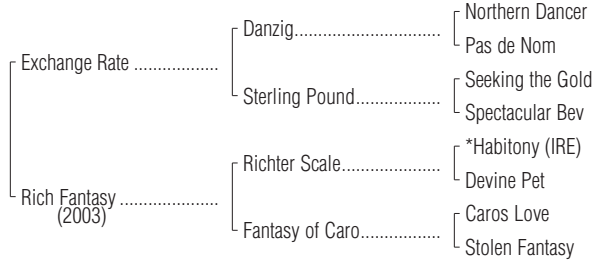 Northern Dancer
Danzig.....................................
Pas de Nom
Exchange Rate .....................
Seeking the Gold
Sterling Pound.....................
Spectacular Bev
*Habitony (IRE)
Richter Scale.........................
Devine Pet
Rich Fantasy ........................
(2003)
Caros Love
Fantasy of Caro....................
Stolen Fantasy